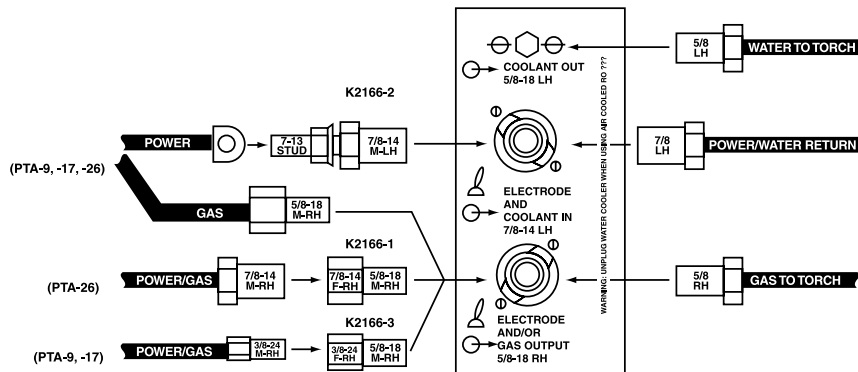 K2166-2
POWER
7-13
STUD
7/8-14
M-LH
(PTA-9, -17, -26)
GAS
5/8-18
M-RH
K2166-1
(PTA-26)
POWER/GAS
7/8-14
M-RH
7/8-14
F-RH
5/8-18
M-RH
K2166-3
(PTA-9, -17)
POWER/GAS
3/8-24
M-RH
3/8-24
F-RH
5/8-18
M-RH
COOLANT OUT
5/8-18 LH
ELECTRODE
AND
COOLANT IN
7/8-14 LH
ELECTRODE
AND/OR
GAS OUTPUT
5/8-18 RH
WARNING: UNPLUG WATER COOLER WHEN USING AIR COOLED RO ???
5/8
LH
WATER TO TORCH
7/8
LH
POWER/WATER RETURN
5/8
RH
GAS TO TORCH